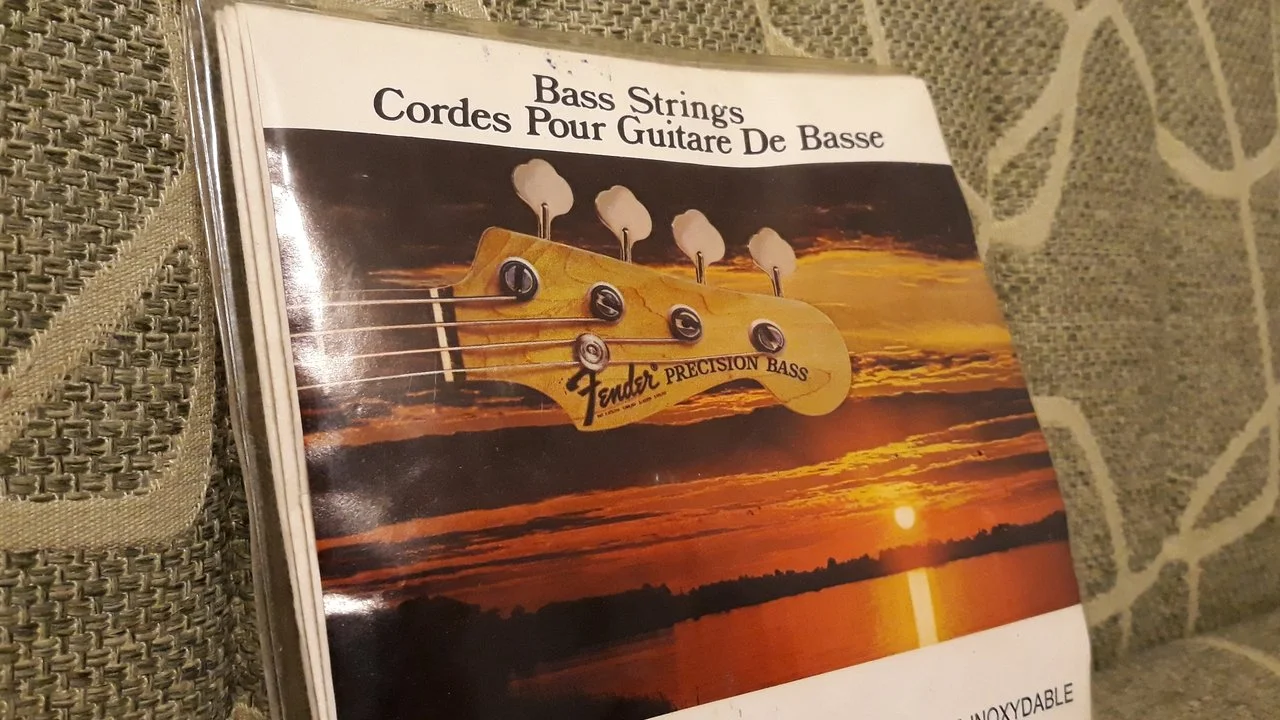 Bass Strings
Cordes Pour Guitare De Basse
Fender® PRECISION BASS
INOXYDABLE